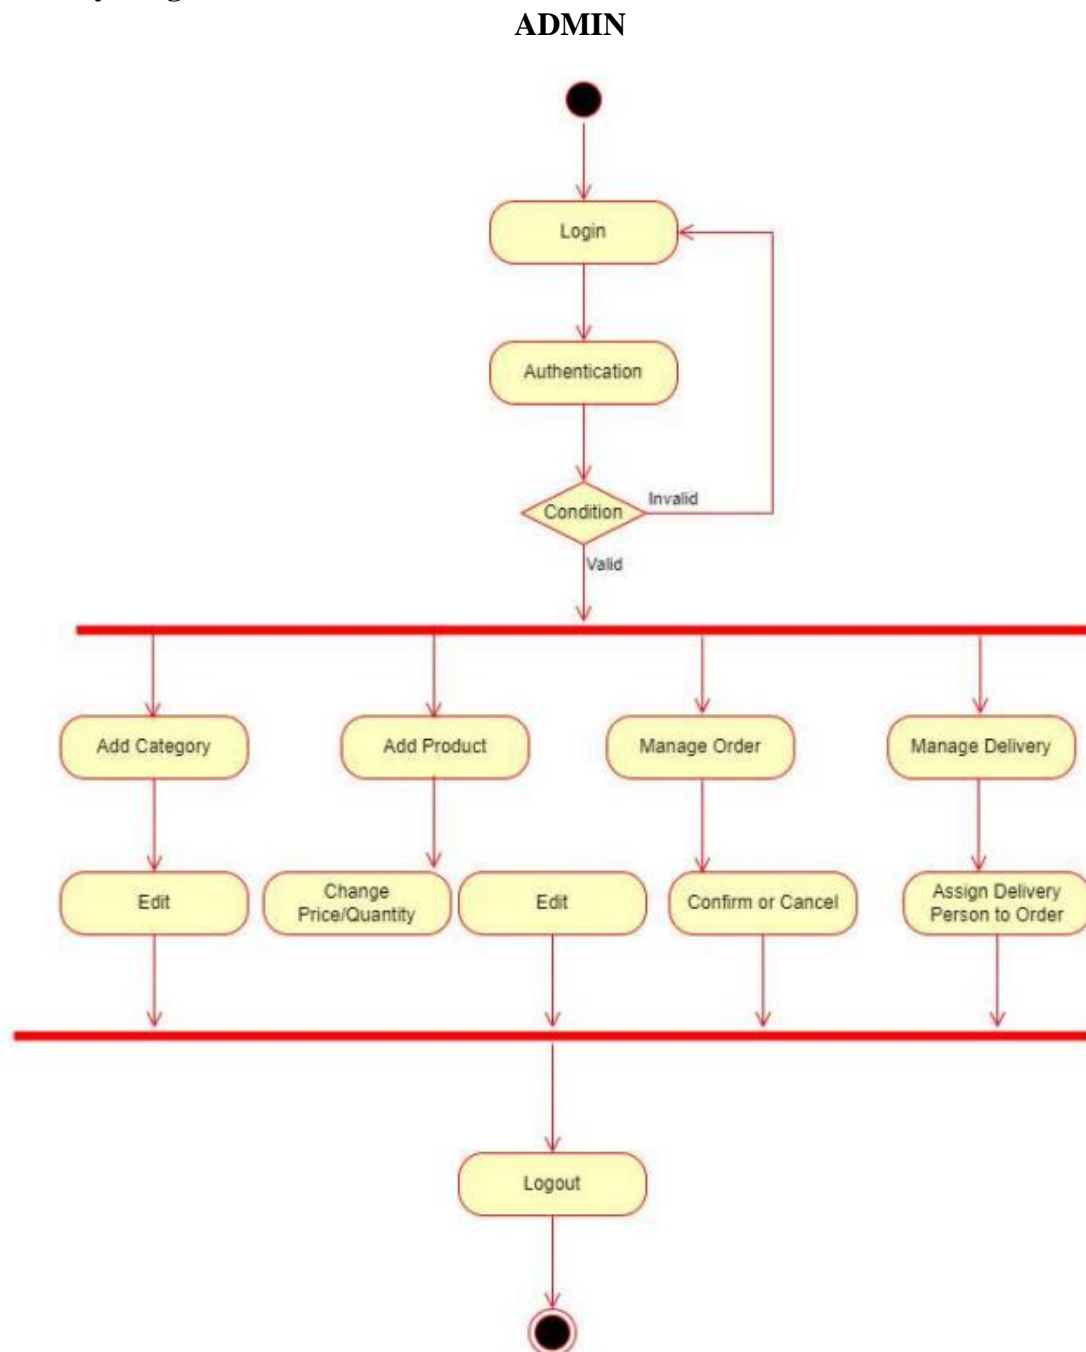 ADMIN
Login
Authentication
Condition
Invalid
Valid
Add Category
Add Product
Manage Order
Manage Delivery
Edit
Change
Price/Quantity
Edit
Confirm or Cancel
Assign Delivery
Person to Order
Logout